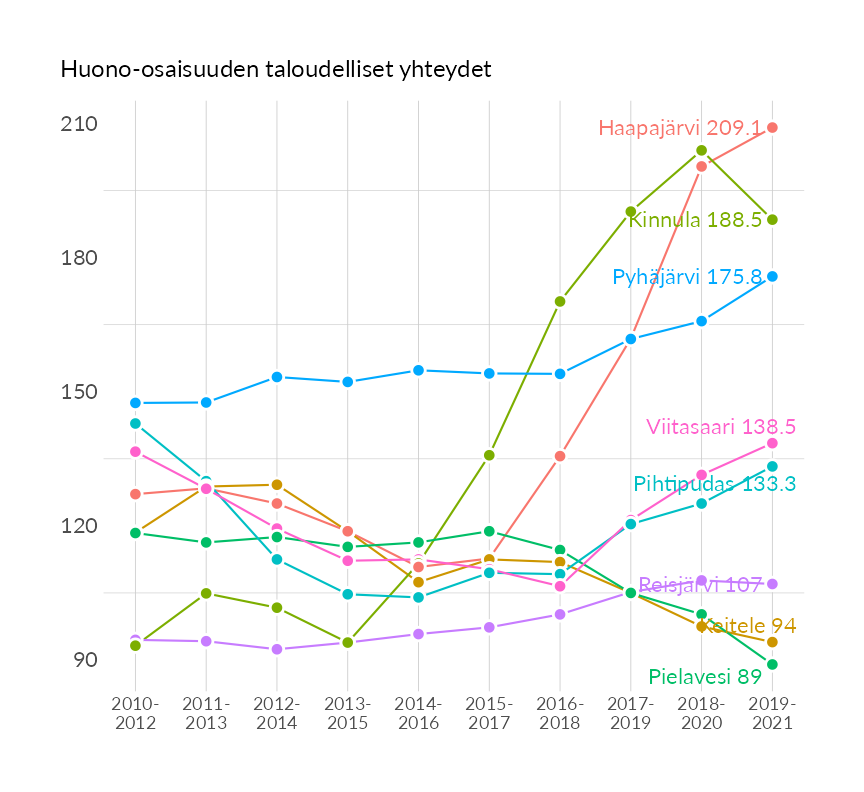 Huono-osaisuuden taloudelliset yhteydet
210
Haapajärvi 209.1
Kinnula 188.5
180
Pyhäjärvi 175.8
150
Viitasaari 138.5
Pihtipudas 133.3
120
Reisjärvi 107
Keitele 94
90
Pielavesi 89
2010-
2012
2011-
2013
2012-
2014
2013-
2015
2014-
2016
2015-
2017
2016-
2018
2017-
2019
2018-
2020
2019-
2021